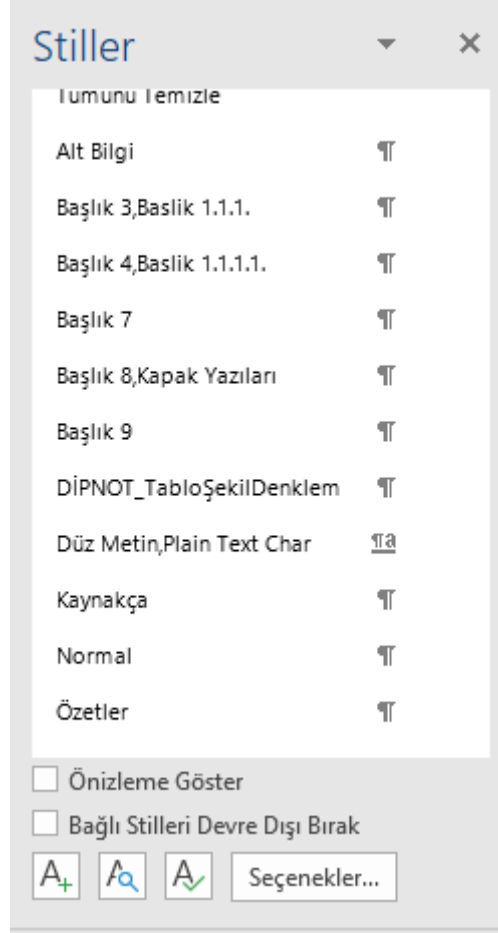 Stiller
Tümünü Temizle
Alt Bilgi ¶
Başlık 3,Baslik 1.1.1. ¶
Başlık 4,Baslik 1.1.1.1. ¶
Başlık 7 ¶
Başlık 8,Kapak Yazıları ¶
Başlık 9 ¶
DİPNOT_TabloŞekilDenklem ¶
Düz Metin,Plain Text Char ¶a
Kaynakça ¶
Normal ¶
Özetler ¶
Önizleme Göster
Bağlı Stilleri Devre Dışı Bırak
Seçenekler...